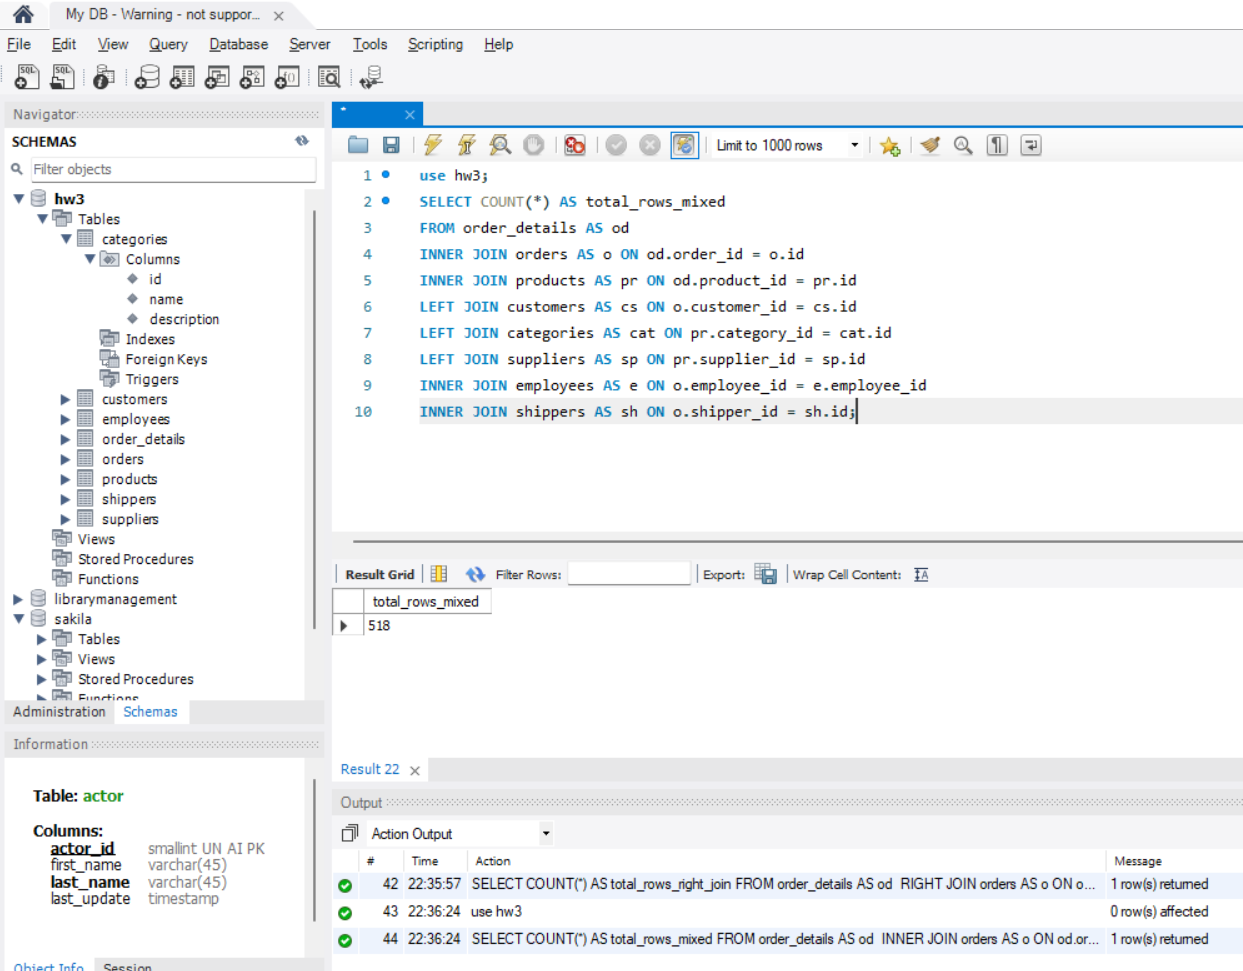 My DB - Warning - not suppor...
File Edit View Query Database Server Tools Scripting Help
Navigator
SCHEMAS
Filter objects
hw3
Tables
categories
Columns
id
name
description
Indexes
Foreign Keys
Triggers
customers
employees
order_details
orders
products
shippers
suppliers
Views
Stored Procedures
Functions
librarymanagement
sakila
Tables
Views
Stored Procedures
Functions
Administration Schemas
Information
Table: actor
Columns:
actor_id smallint UN AI PK
first_name varchar(45)
last_name varchar(45)
last_update timestamp
Object Info Session
*
Limit to 1000 rows
1 use hw3;
2 SELECT COUNT(*) AS total_rows_mixed
3 FROM order_details AS od
4 INNER JOIN orders AS o ON od.order_id = o.id
5 INNER JOIN products AS pr ON od.product_id = pr.id
6 LEFT JOIN customers AS cs ON o.customer_id = cs.id
7 LEFT JOIN categories AS cat ON pr.category_id = cat.id
8 LEFT JOIN suppliers AS sp ON pr.supplier_id = sp.id
9 INNER JOIN employees AS e ON o.employee_id = e.employee_id
10 INNER JOIN shippers AS sh ON o.shipper_id = sh.id;
Result Grid Filter Rows: Export: Wrap Cell Content:
total_rows_mixed
518
Result 22
Output
Action Output
# Time Action Message
42 22:35:57 SELECT COUNT(*) AS total_rows_right_join FROM order_details AS od RIGHT JOIN orders AS o ON o... 1 row(s) returned
43 22:36:24 use hw3 0 row(s) affected
44 22:36:24 SELECT COUNT(*) AS total_rows_mixed FROM order_details AS od INNER JOIN orders AS o ON od.or... 1 row(s) returned